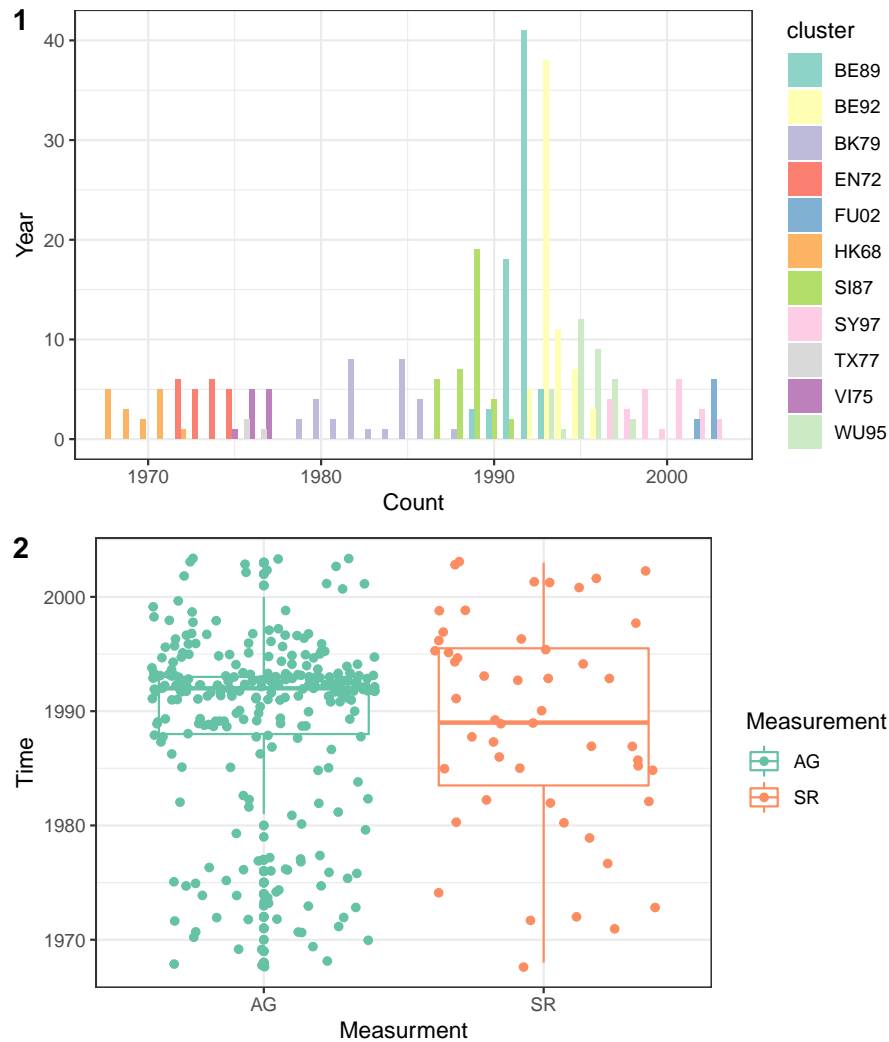 1
40
30
20
10
0
Year
1970 1980 1990 2000
Count
cluster
BE89
BE92
BK79
EN72
FU02
HK68
SI87
SY97
TX77
VI75
WU95
2
2000
1990
1980
1970
Time
AG SR
Measurment
Measurement
AG
SR